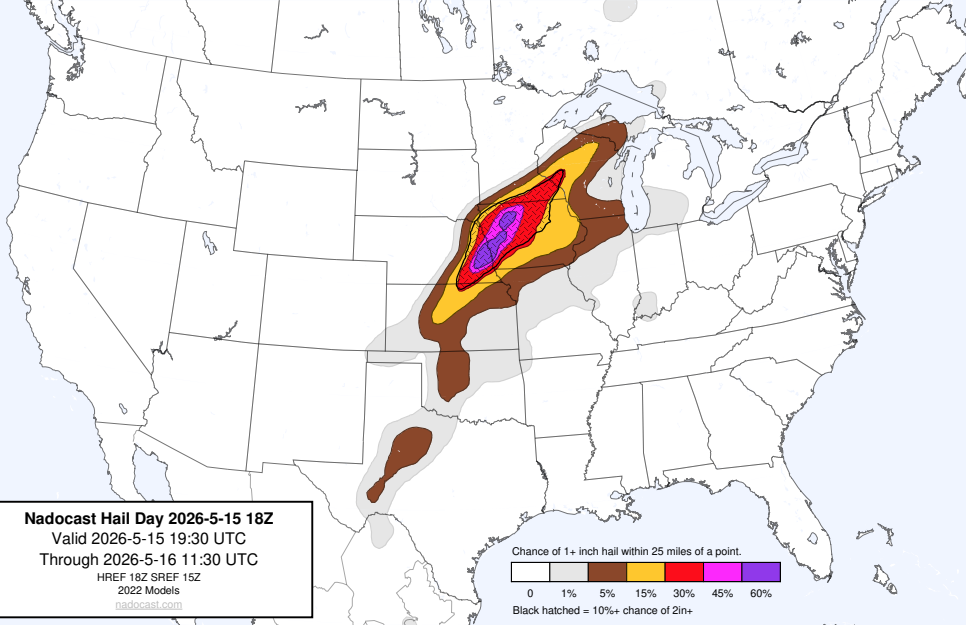 Nadocast Hail Day 2026-5-15 18Z
Valid 2026-5-15 19:30 UTC
Through 2026-5-16 11:30 UTC
HREF 18Z SREF 15Z
2022 Models
nadocast.com
Chance of 1+ inch hail within 25 miles of a point.
0 1% 5% 15% 30% 45% 60%
Black hatched = 10%+ chance of 2in+